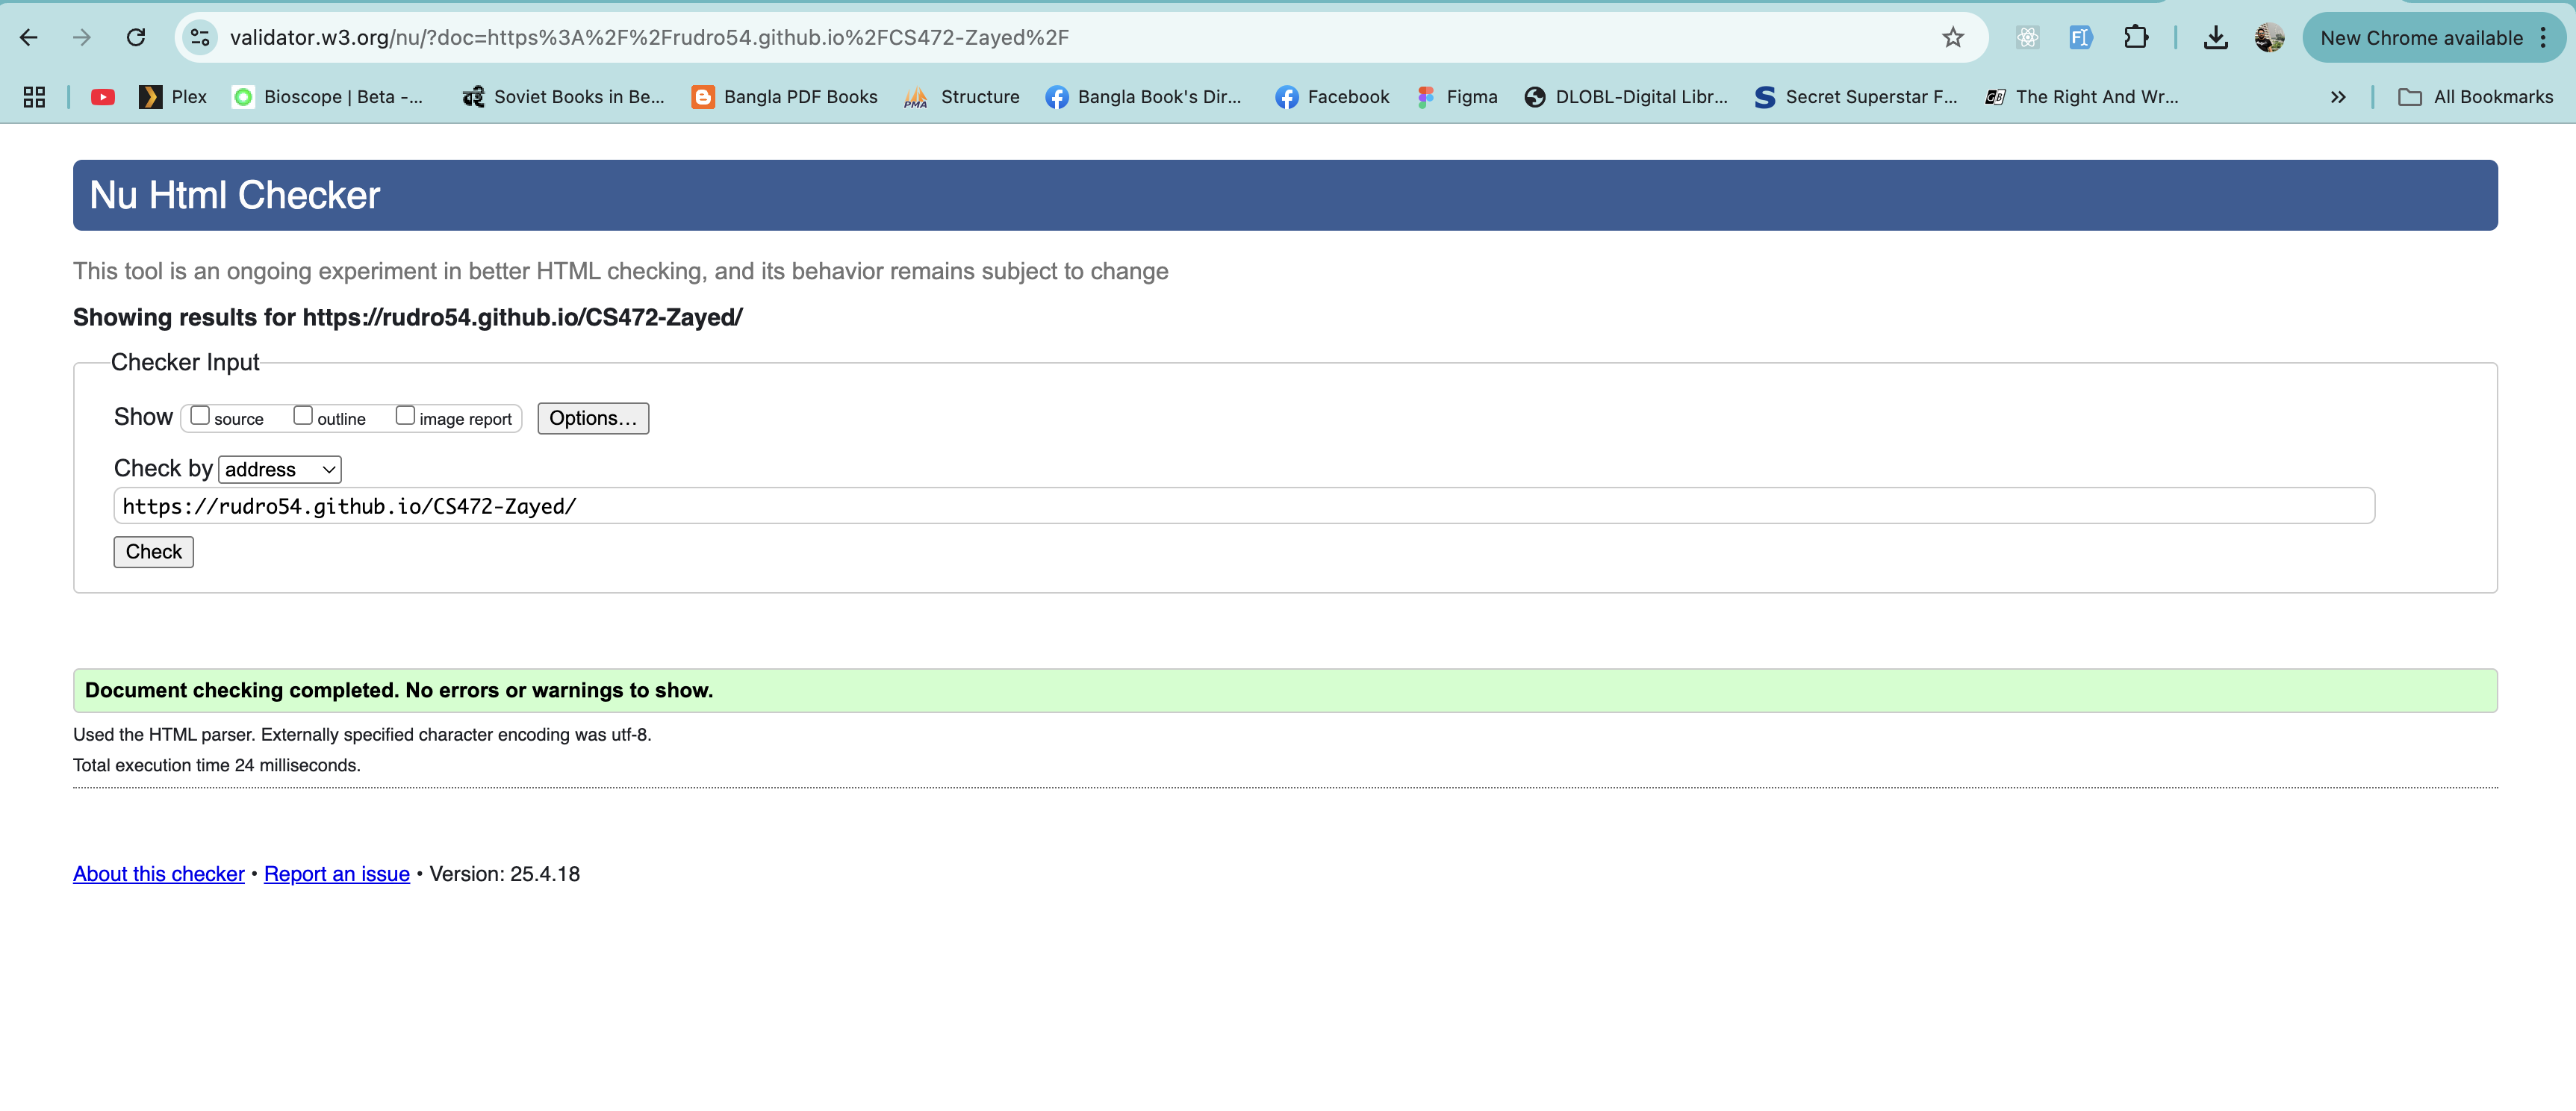 validator.w3.org/nu/?doc=https%3A%2F%2Frudro54.github.io%2FCS472-Zayed%2F
New Chrome available
Plex
Bioscope | Beta -...
Soviet Books in Be...
Bangla PDF Books
PMA Structure
Bangla Book's Dir...
Facebook
Figma
DLOBL-Digital Libr...
Secret Superstar F...
The Right And Wr...
All Bookmarks
Nu Html Checker
This tool is an ongoing experiment in better HTML checking, and its behavior remains subject to change
Showing results for https://rudro54.github.io/CS472-Zayed/
Checker Input
Show source outline image report Options...
Check by address
https://rudro54.github.io/CS472-Zayed/
Check
Document checking completed. No errors or warnings to show.
Used the HTML parser. Externally specified character encoding was utf-8.
Total execution time 24 milliseconds.
About this checker • Report an issue • Version: 25.4.18